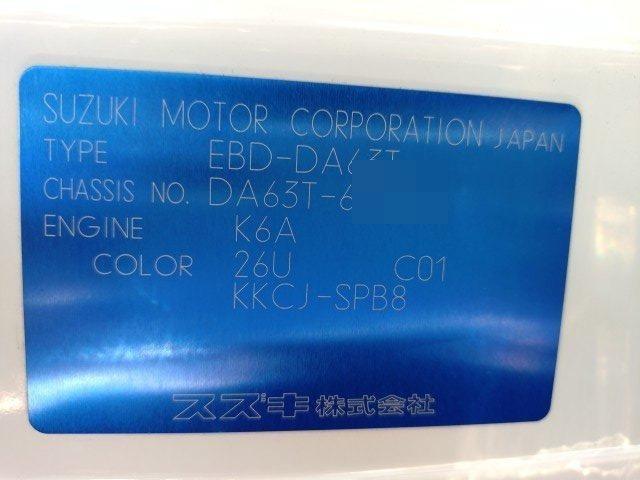 SUZUKI MOTOR CORPORATION JAPAN
TYPE EBD-DA63T
CHASSIS NO. DA63T-6
ENGINE K6A
COLOR 26U C01
KKCJ-SPB8
スズキ株式会社